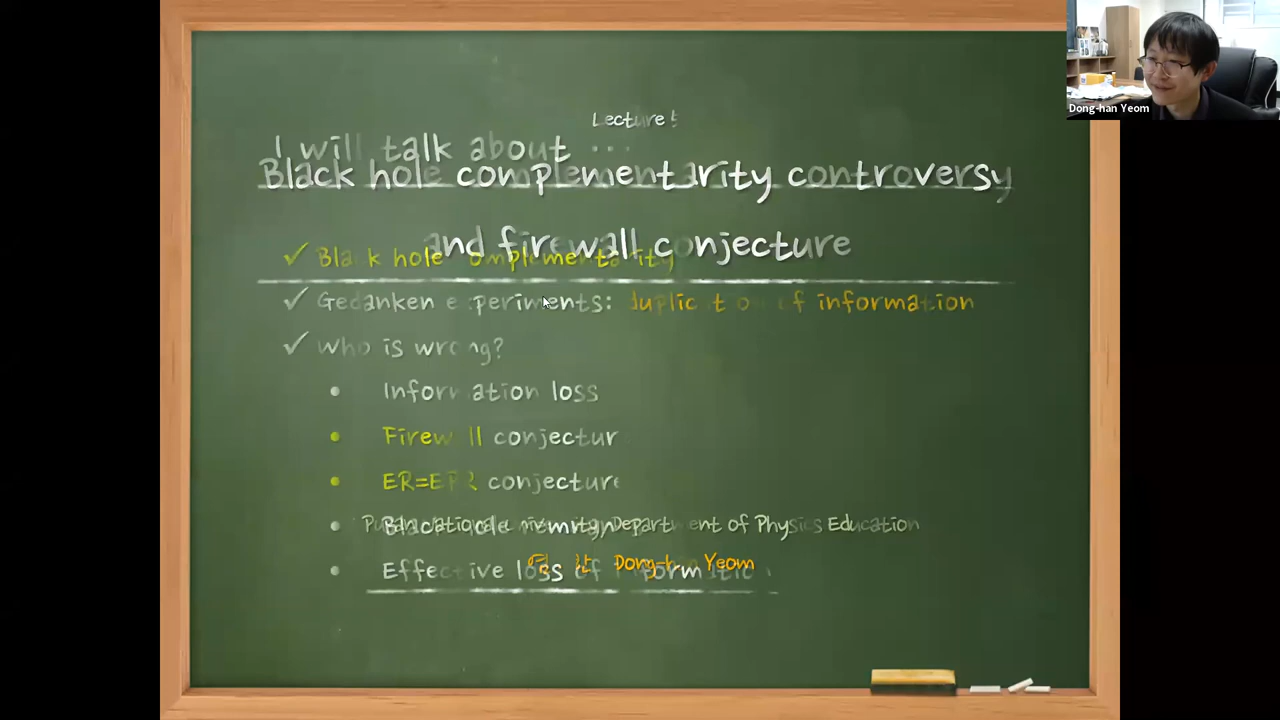 Dong-han Yeom
Lecture
I will talk about ...
Black hole complementarity controversy
and firewall conjecture
✓ Black hole complementarity
✓ Gedanken experiments: duplication of information
✓ Who is wrong?
• Information loss
• Firewall conjecture
• ER=EPR conjecture
Pusan National University, Department of Physics Education
• Black hole
Dong-han Yeom
• Effective loss of information